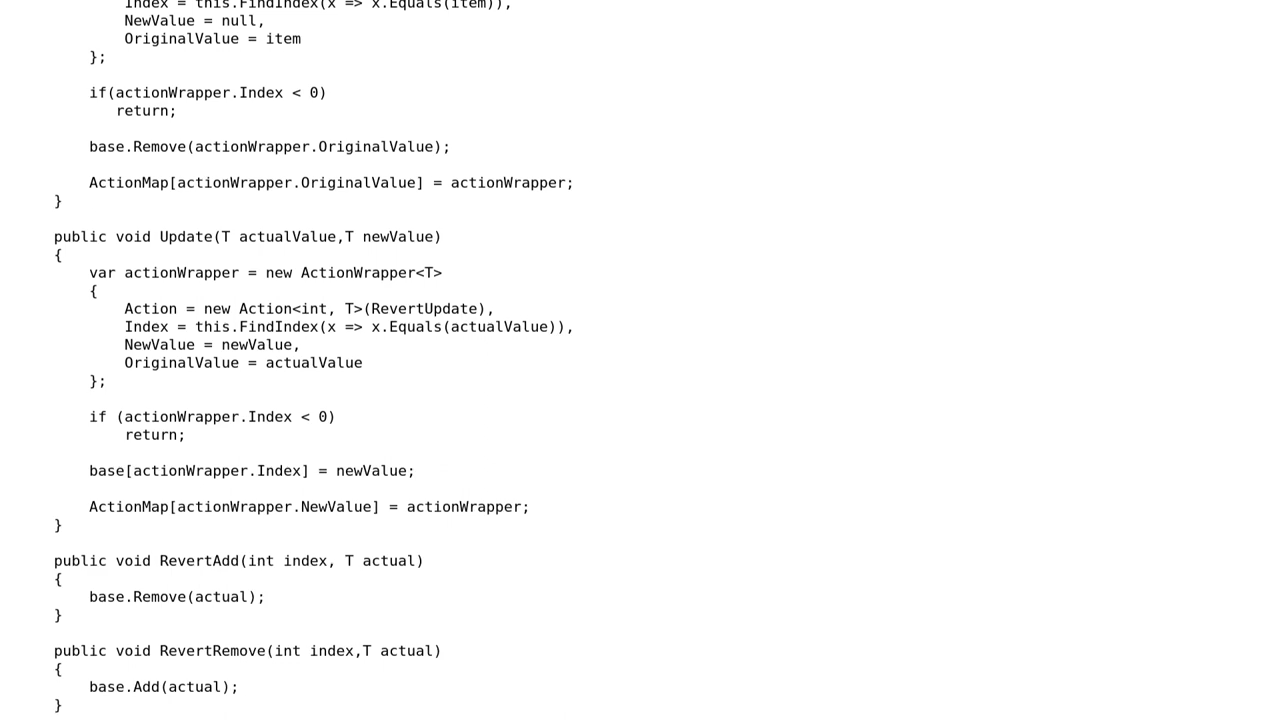 Index = this.FindIndex(x => x.Equals(item)),
NewValue = null,
OriginalValue = item
};
if(actionWrapper.Index < 0)
return;
base.Remove(actionWrapper.OriginalValue);
ActionMap[actionWrapper.OriginalValue] = actionWrapper;
}
public void Update(T actualValue,T newValue)
{
var actionWrapper = new ActionWrapper<T>
{
Action = new Action<int, T>(RevertUpdate),
Index = this.FindIndex(x => x.Equals(actualValue)),
NewValue = newValue,
OriginalValue = actualValue
};
if (actionWrapper.Index < 0)
return;
base[actionWrapper.Index] = newValue;
ActionMap[actionWrapper.NewValue] = actionWrapper;
}
public void RevertAdd(int index, T actual)
{
base.Remove(actual);
}
public void RevertRemove(int index,T actual)
{
base.Add(actual);
}